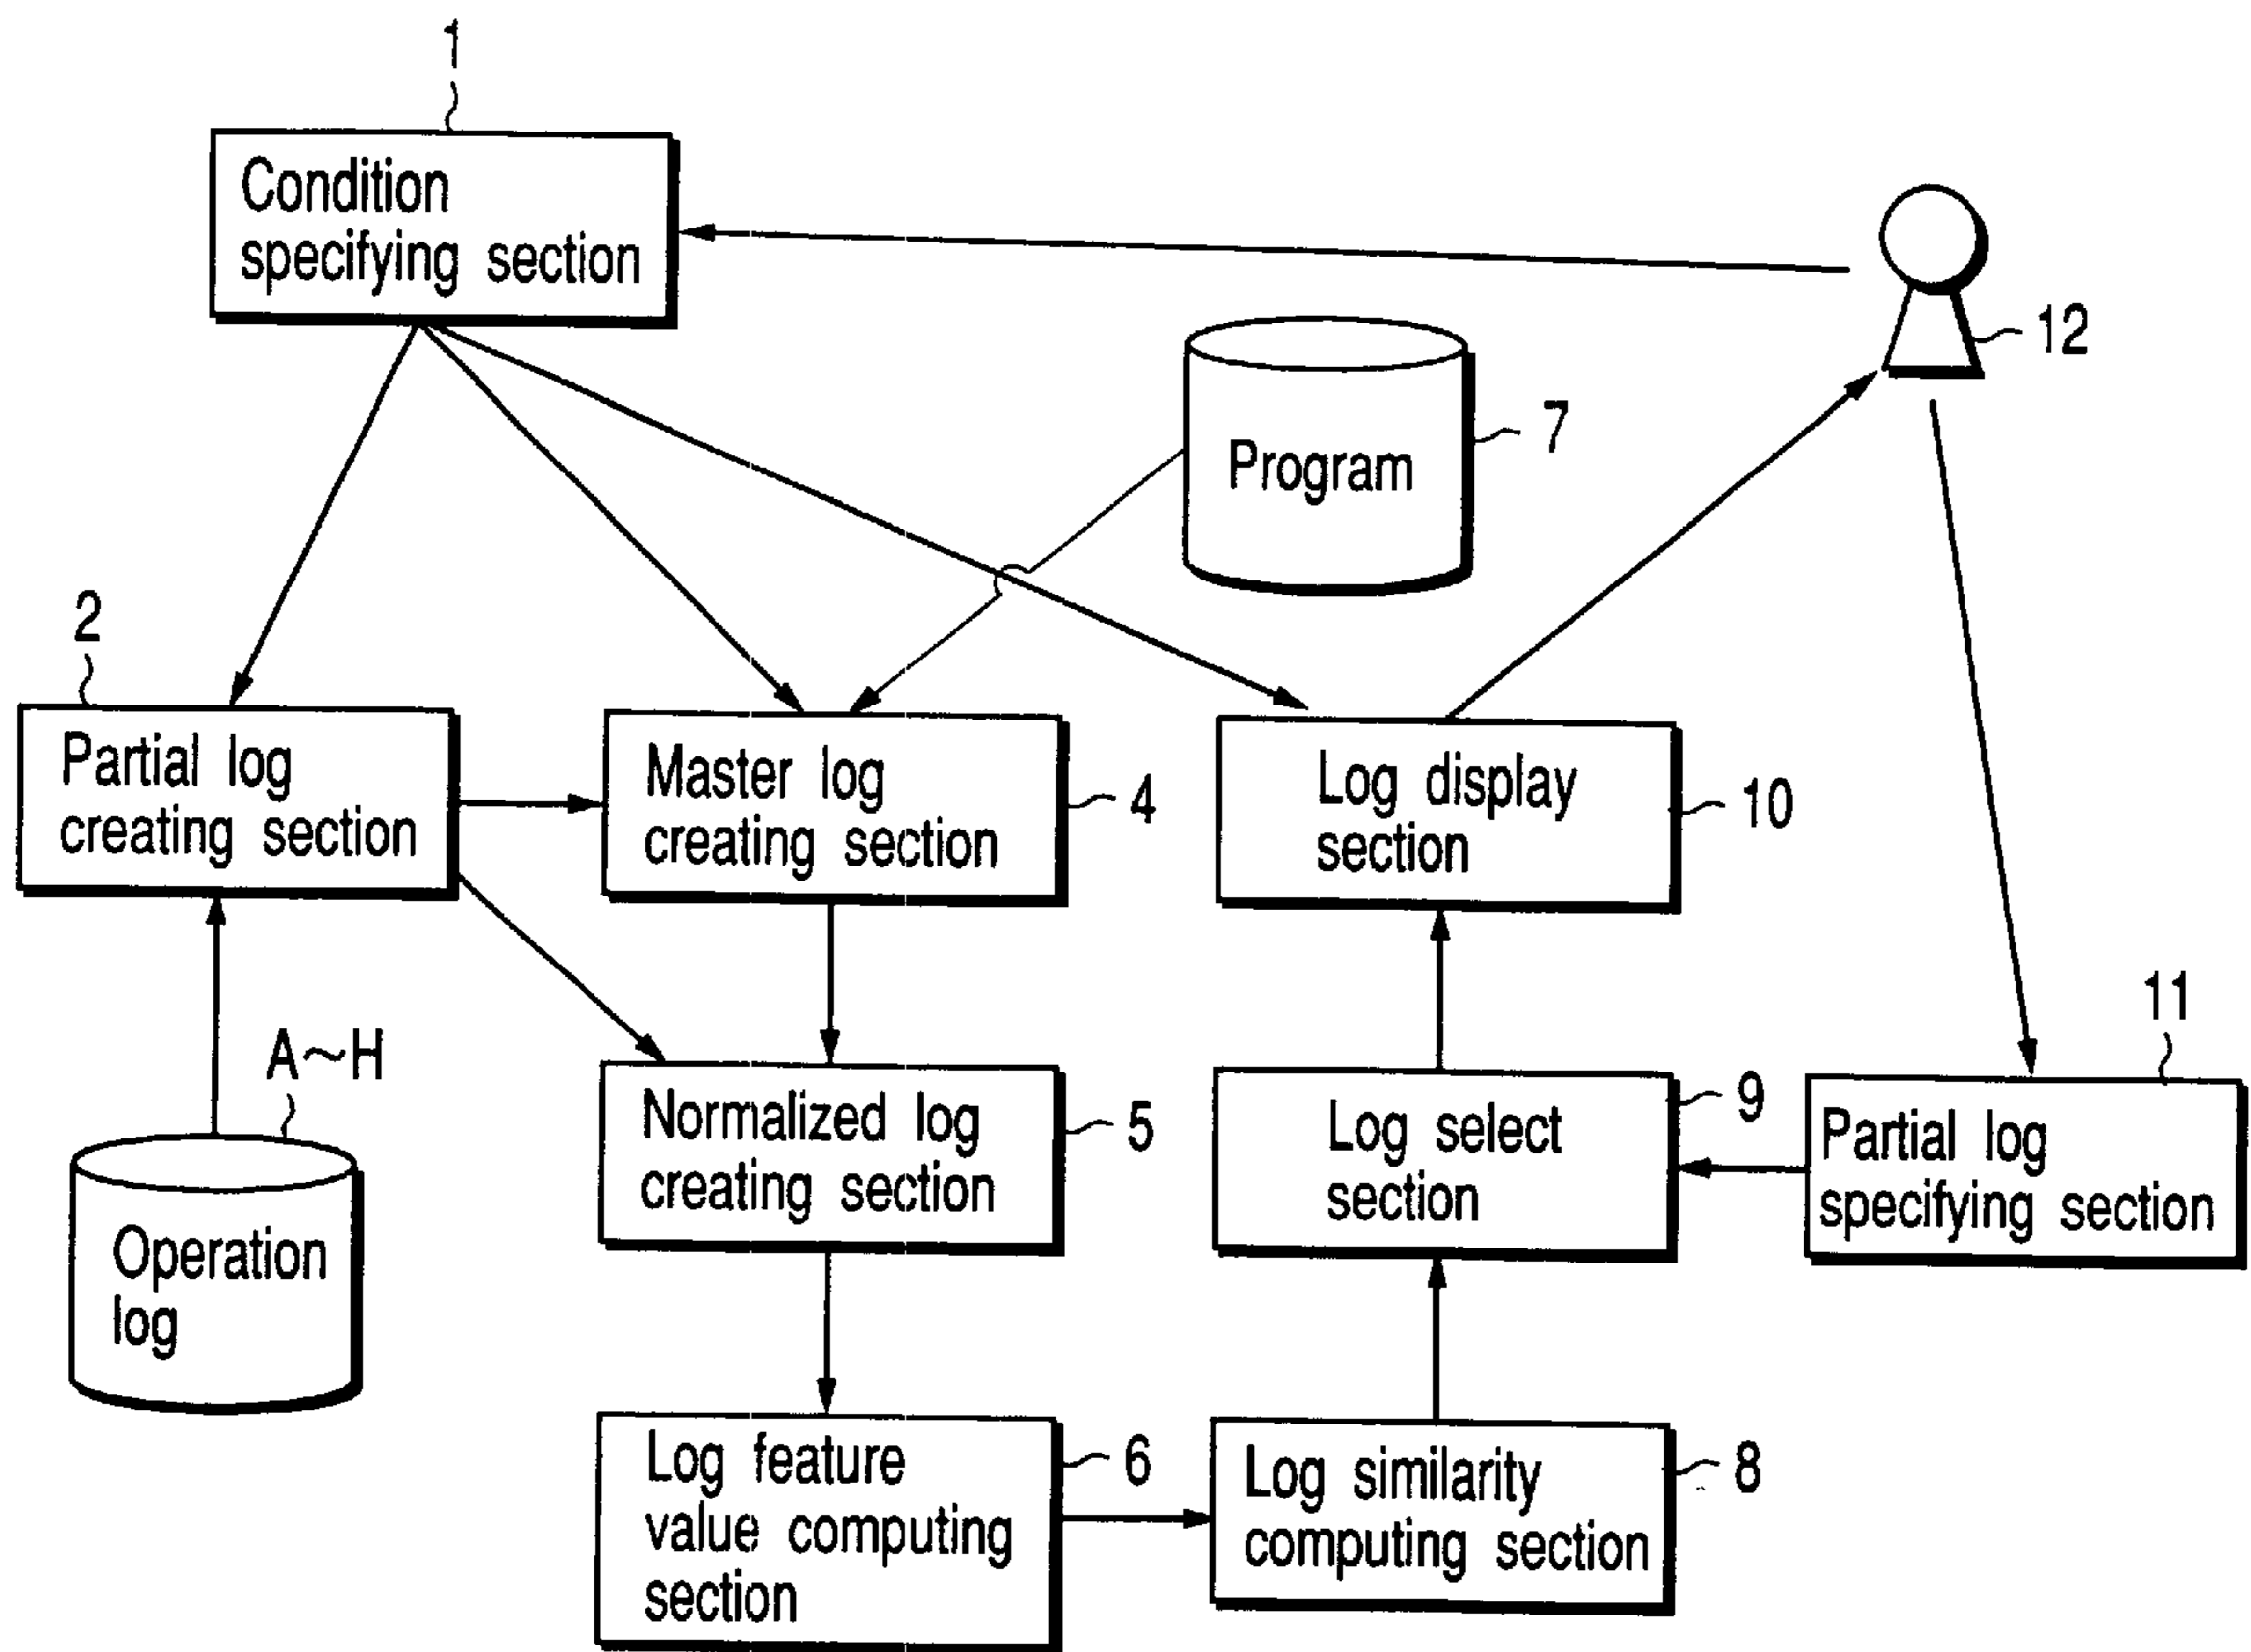 1
Condition
specifying section
12
Program
7
2
Partial log
creating section
Master log
creating section
4
Log display
section
10
A~H
Operation
log
Normalized log
creating section
5
Log select
section
9
11
Partial log
specifying section
Log feature
value computing
section
6
Log similarity
computing section
8